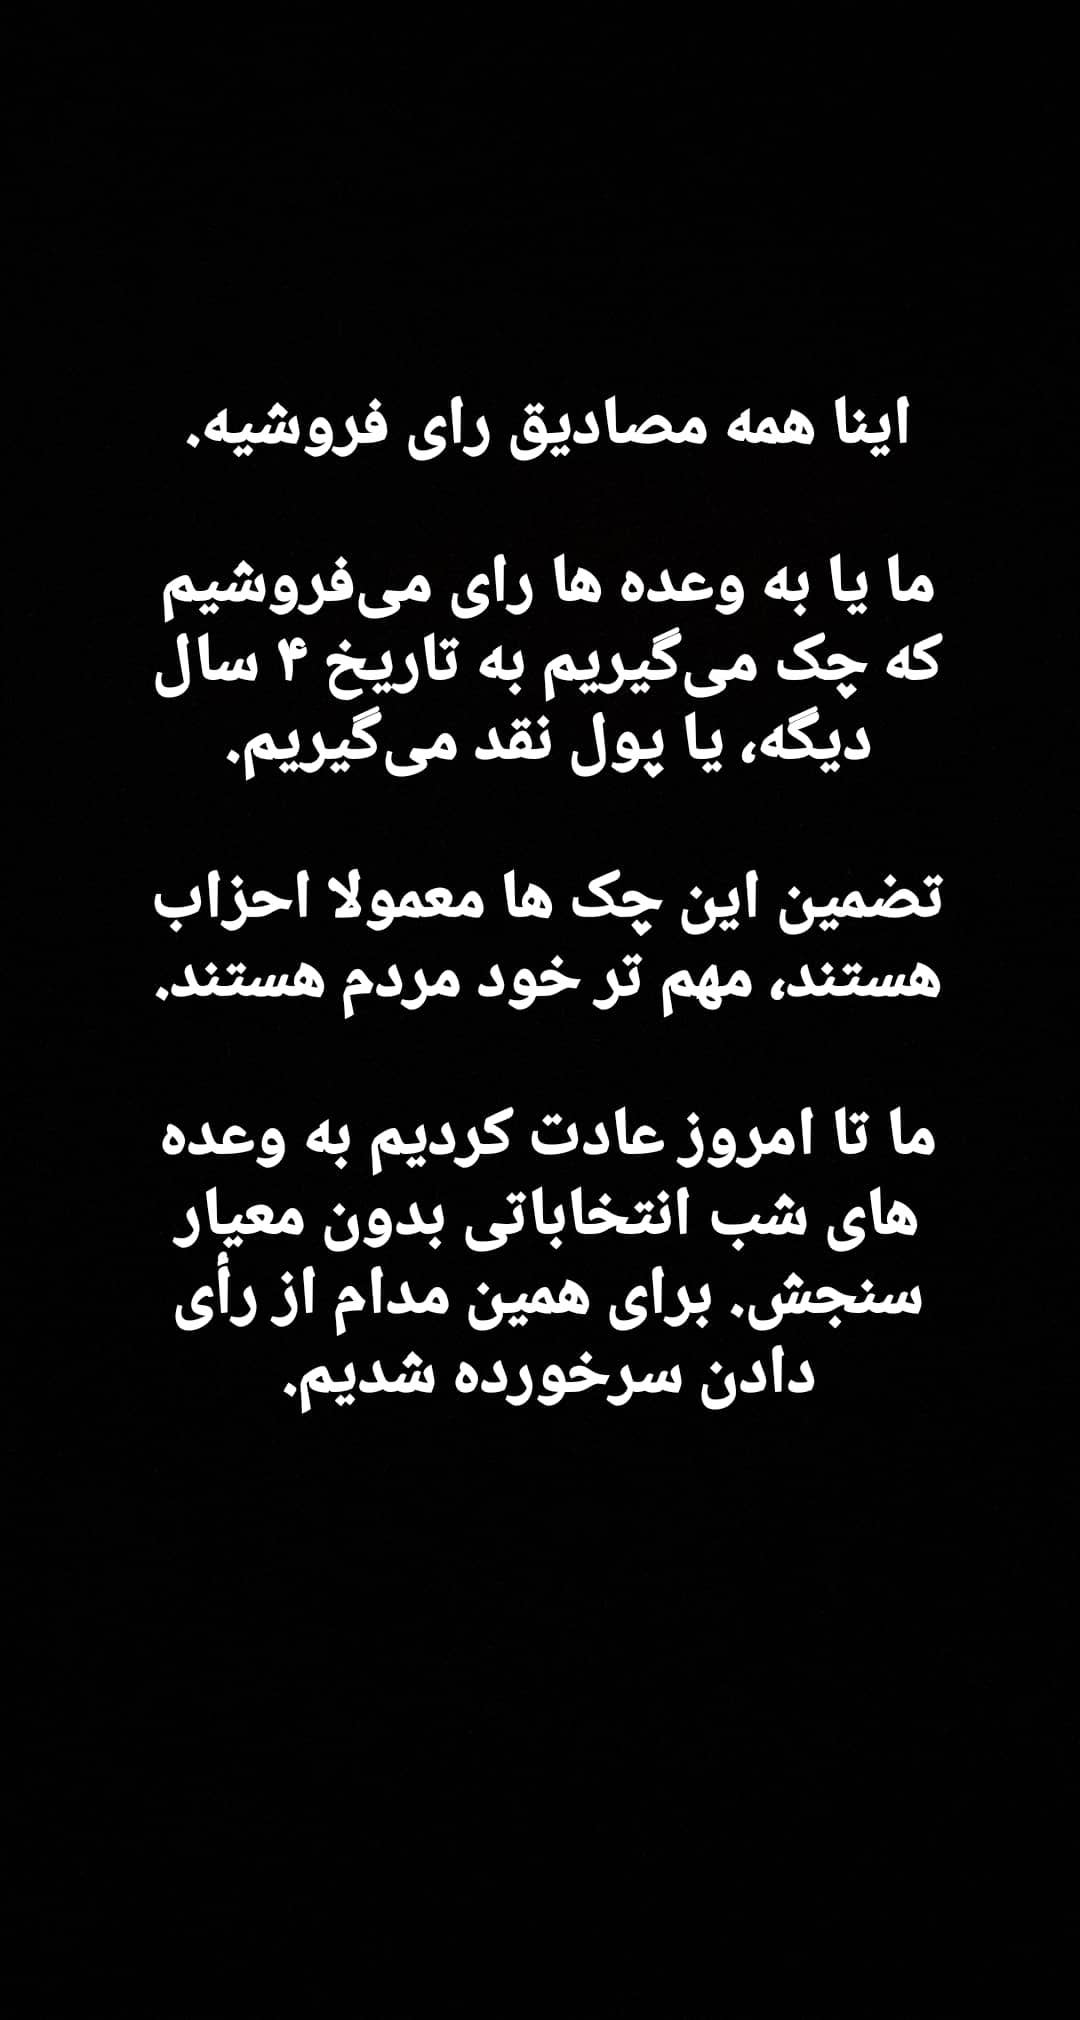 اینا همه مصادیق رای فروشیه.
ما یا به وعده ها رای می‌فروشیم
که چک می‌گیریم به تاریخ ۴ سال
دیگه، یا پول نقد می‌گیریم.
تضمین این چک ها معمولا احزاب
هستند، مهم تر خود مردم هستند.
ما تا امروز عادت کردیم به وعده
های شب انتخاباتی بدون معیار
سنجش. برای همین مدام از رأی
دادن سرخورده شدیم.